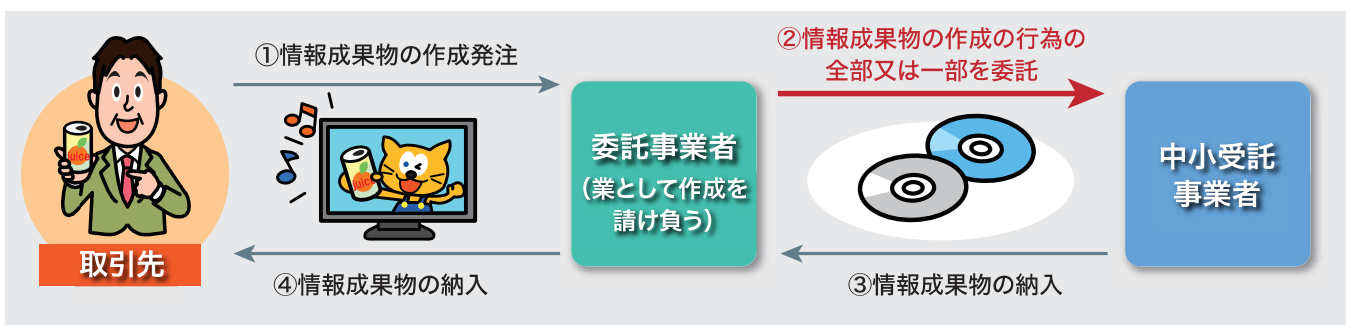 ①情報成果物の作成発注
②情報成果物の作成の行為の
全部又は一部を委託
juice
juice
取引先
委託事業者
（業として作成を
請け負う）
中小受託
事業者
④情報成果物の納入
③情報成果物の納入